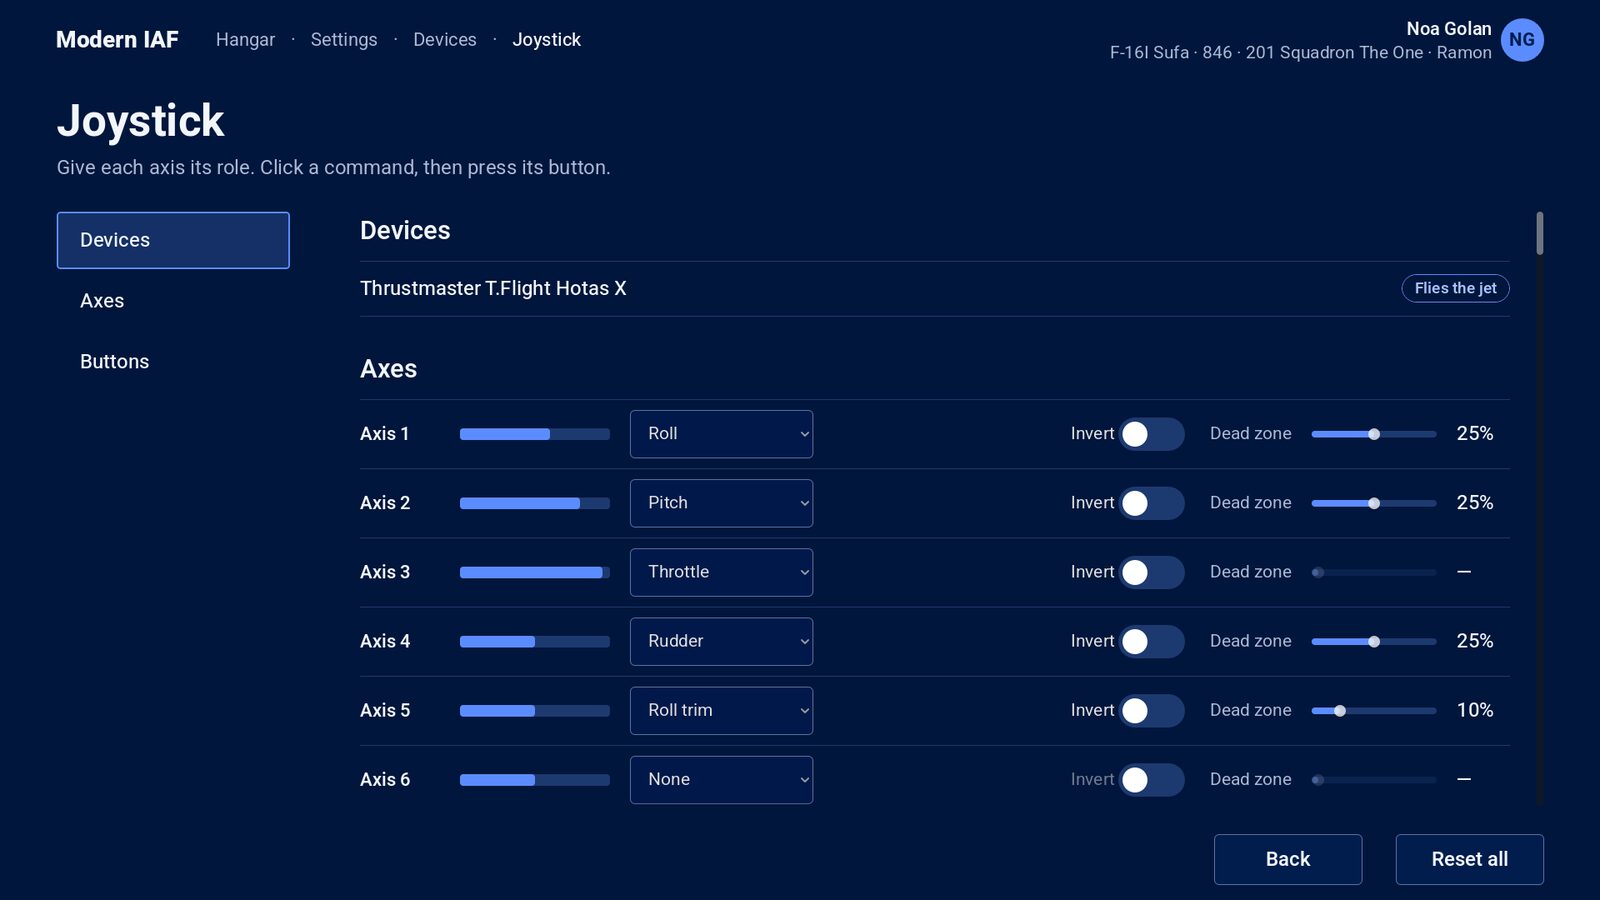 Modern IAF Hangar · Settings · Devices · Joystick
Noa Golan
F-16I Sufa · 846 · 201 Squadron The One · Ramon
NG
Joystick
Give each axis its role. Click a command, then press its button.
Devices
Axes
Buttons
Devices
Thrustmaster T.Flight Hotas X Flies the jet
Axes
Axis 1 Roll Invert Dead zone 25%
Axis 2 Pitch Invert Dead zone 25%
Axis 3 Throttle Invert Dead zone —
Axis 4 Rudder Invert Dead zone 25%
Axis 5 Roll trim Invert Dead zone 10%
Axis 6 None Invert Dead zone —
Back Reset all